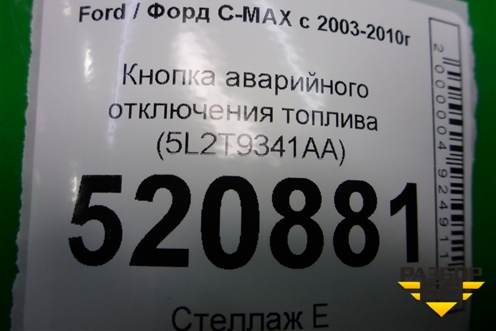 Ford / Форд C-MAX с 2003-2010г
Кнопка аварийного
отключения топлива
(5L2T9341AA)
520881
Стеллаж Е